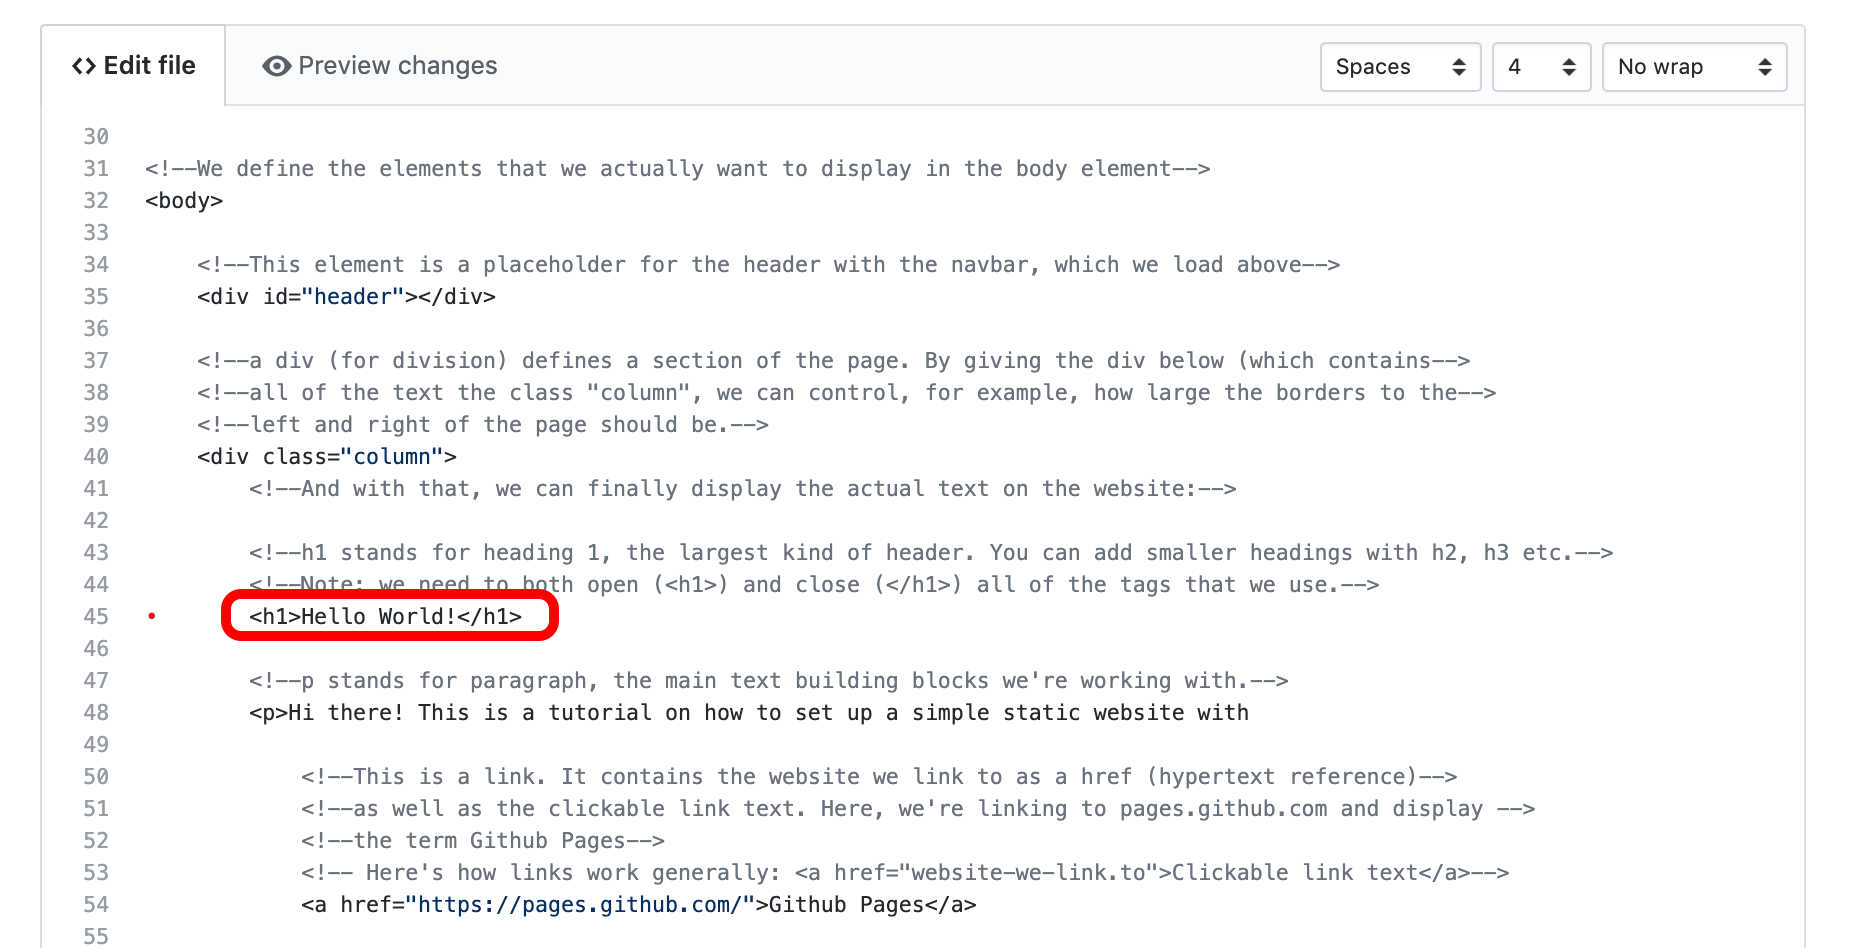 <> Edit file Preview changes Spaces 4 No wrap
30
31 <!--We define the elements that we actually want to display in the body element-->
32 <body>
33
34     <!--This element is a placeholder for the header with the navbar, which we load above-->
35     <div id="header"></div>
36
37     <!--a div (for division) defines a section of the page. By giving the div below (which contains-->
38     <!--all of the text the class "column", we can control, for example, how large the borders to the-->
39     <!--left and right of the page should be.-->
40     <div class="column">
41         <!--And with that, we can finally display the actual text on the website:-->
42
43         <!--h1 stands for heading 1, the largest kind of header. You can add smaller headings with h2, h3 etc.-->
44         <!--Note: we need to both open (<h1>) and close (</h1>) all of the tags that we use.-->
45         <h1>Hello World!</h1>
46
47         <!--p stands for paragraph, the main text building blocks we're working with.-->
48         <p>Hi there! This is a tutorial on how to set up a simple static website with
49
50             <!--This is a link. It contains the website we link to as a href (hypertext reference)-->
51             <!--as well as the clickable link text. Here, we're linking to pages.github.com and display -->
52             <!--the term Github Pages-->
53             <!-- Here's how links work generally: <a href="website-we-link.to">Clickable link text</a>-->
54             <a href="https://pages.github.com/">Github Pages</a>
55